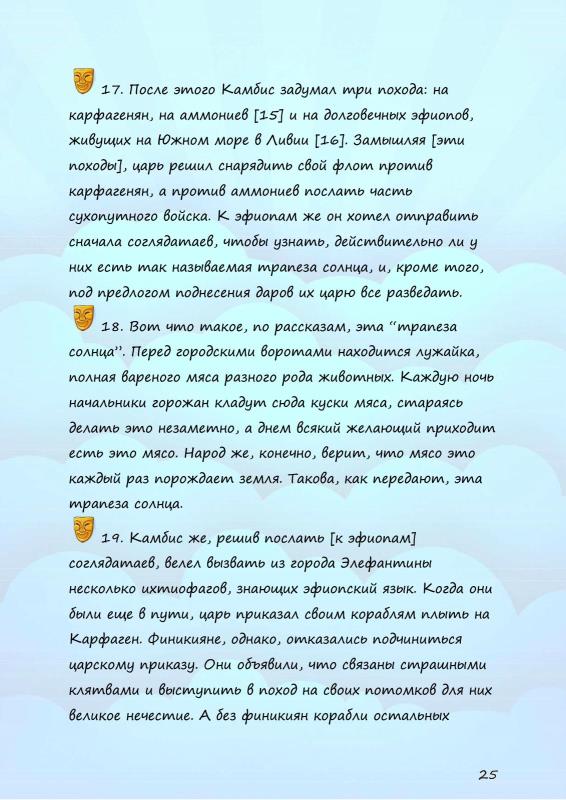 17. После этого Камбис задумал три похода: на
карфагенян, на аммониев [15] и на долговечных эфиопов,
живущих на Южном море в Ливии [16]. Замышляя [эти
походы], царь решил снарядить свой флот против
карфагенян, а против аммониев послать часть
сухопутного войска. К эфиопам же он хотел отправить
сначала соглядатаев, чтобы узнать, действительно ли у
них есть так называемая трапеза солнца, и, кроме того,
под предлогом поднесения даров их царю все разведать.
18. Вот что такое, по рассказам, эта “трапеза
солнца”. Перед городскими воротами находится лужайка,
полная вареного мяса разного рода животных. Каждую ночь
начальники горожан кладут сюда куски мяса, стараясь
делать это незаметно, а днем всякий желающий приходит
есть это мясо. Народ же, конечно, верит, что мясо это
каждый раз порождает земля. Такова, как передают, эта
трапеза солнца.
19. Камбис же, решив послать [к эфиопам]
соглядатаев, велел вызвать из города Элефантины
несколько ихтиофагов, знающих эфиопский язык. Когда они
были еще в пути, царь приказал своим кораблям плыть на
Карфаген. Финикияне, однако, отказались подчиниться
царскому приказу. Они объявили, что связаны страшными
клятвами и выступить в поход на своих потомков для них
великое нечестие. А без финикиян корабли остальных
25